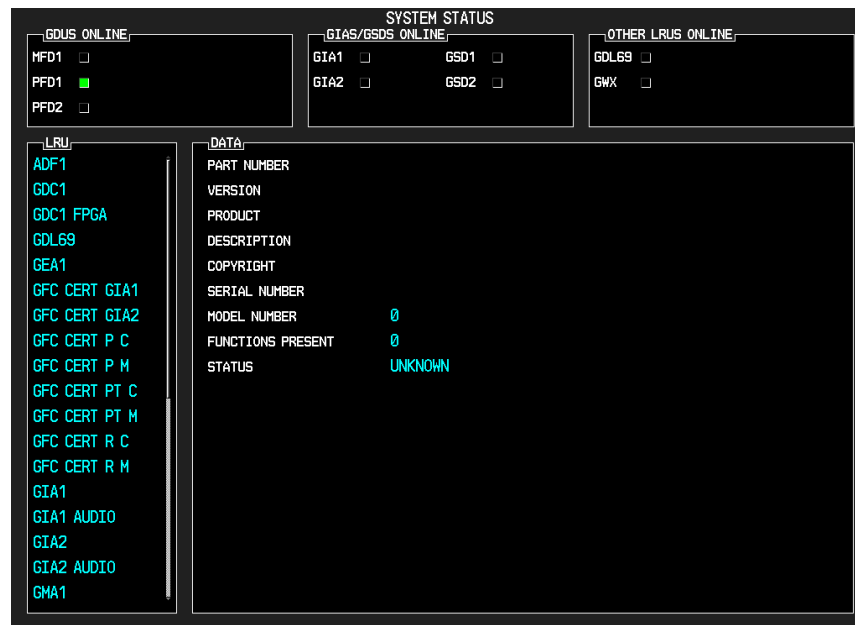 SYSTEM STATUS
GDUS ONLINE
MFD1
PFD1
PFD2
GIAS/GSDS ONLINE
GIA1 GSD1
GIA2 GSD2
OTHER LRUS ONLINE
GDL69
GWX
LRU
ADF1
GDC1
GDC1 FPGA
GDL69
GEA1
GFC CERT GIA1
GFC CERT GIA2
GFC CERT P C
GFC CERT P M
GFC CERT PT C
GFC CERT PT M
GFC CERT R C
GFC CERT R M
GIA1
GIA1 AUDIO
GIA2
GIA2 AUDIO
GMA1
DATA
PART NUMBER
VERSION
PRODUCT
DESCRIPTION
COPYRIGHT
SERIAL NUMBER
MODEL NUMBER 0
FUNCTIONS PRESENT 0
STATUS UNKNOWN